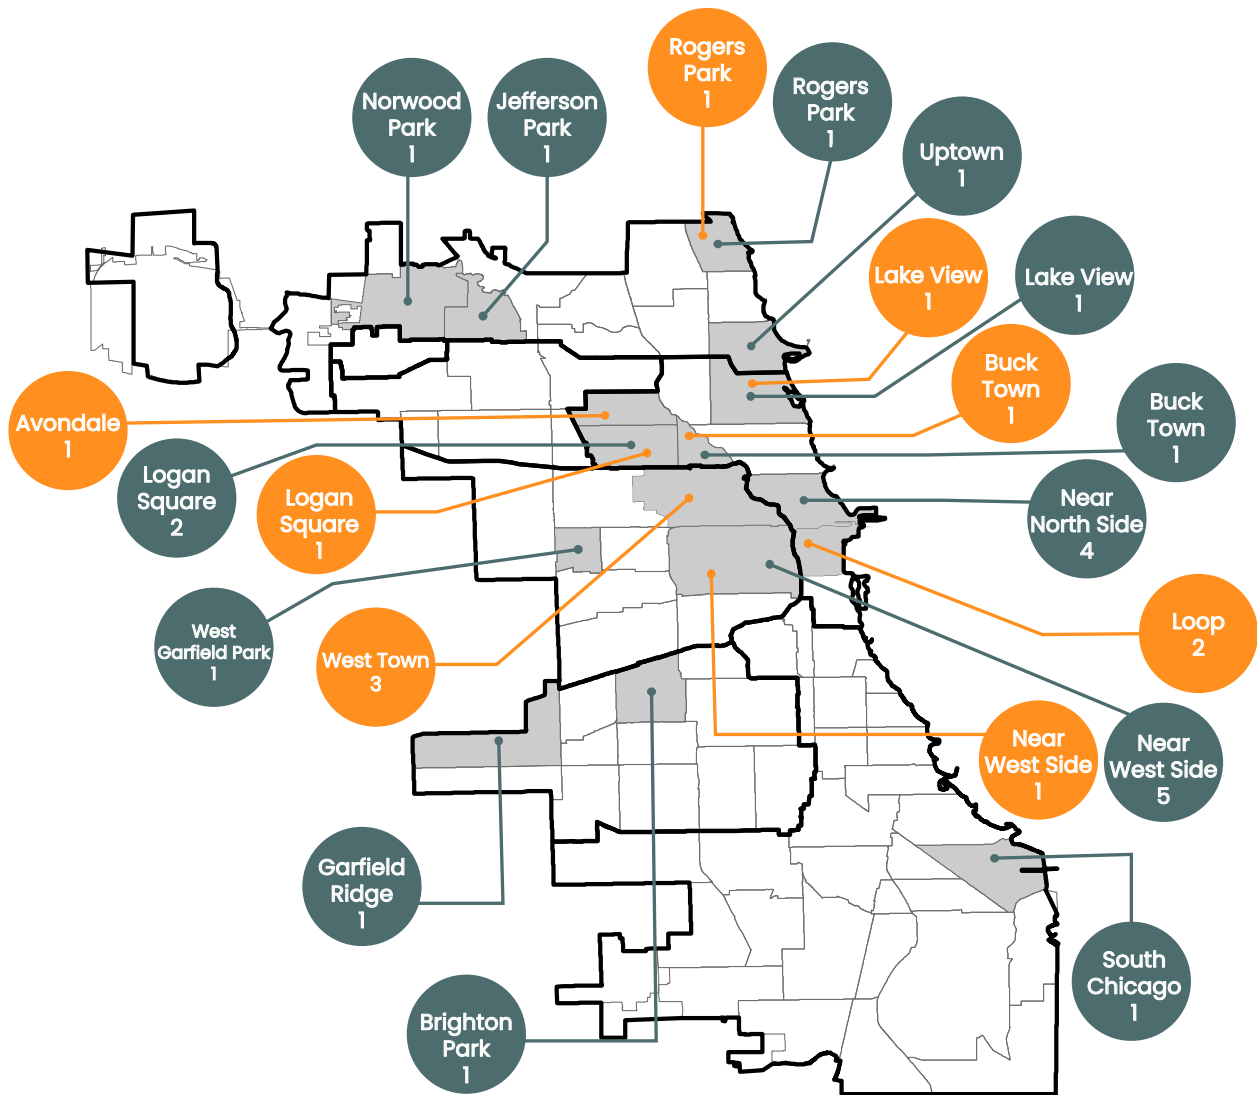 Rogers
Park
1
Rogers
Park
1
Norwood
Park
1
Jefferson
Park
1
Uptown
1
Lake View
1
Lake View
1
Buck
Town
1
Buck
Town
1
Avondale
1
Logan
Square
2
Logan
Square
1
Near
North Side
4
West
Garfield Park
1
West Town
3
Loop
2
Near
West Side
1
Near
West Side
5
Garfield
Ridge
1
South
Chicago
1
Brighton
Park
1